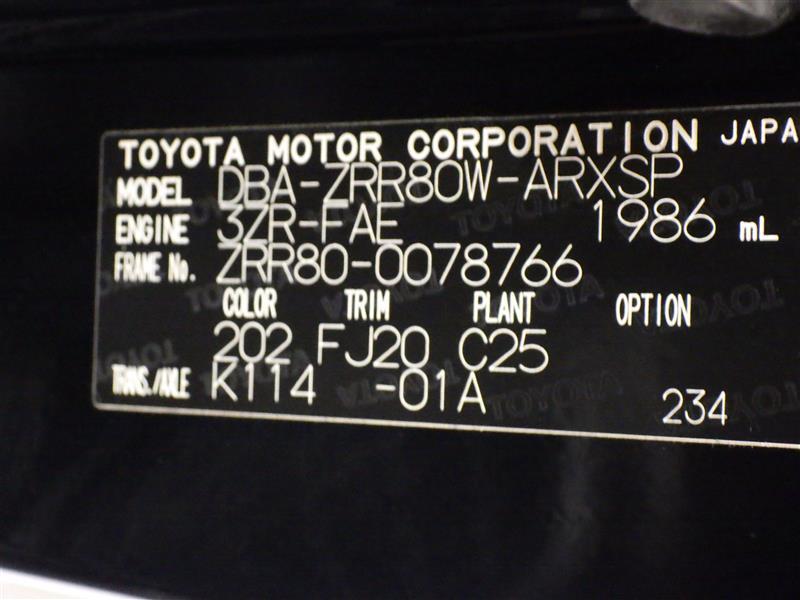 TOYOTA MOTOR CORPORATION JAPA
MODEL DBA-ZRR80W-ARXSP
ENGINE 3ZR-FAE 1986 mL
FRAME No. ZRR80-0078766
COLOR TRIM PLANT OPTION
202 FJ20 C25
TRANS./AXLE K114 -01A
234